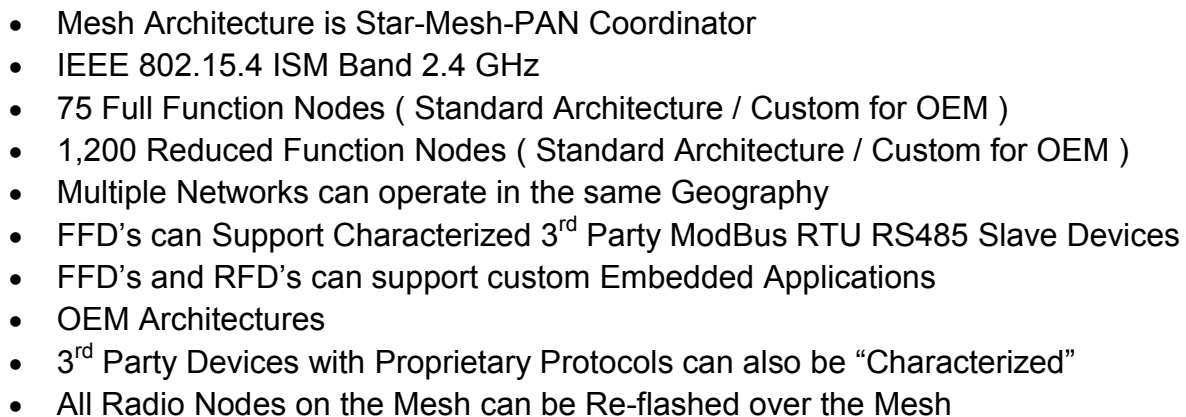 • Mesh Architecture is Star-Mesh-PAN Coordinator
• IEEE 802.15.4 ISM Band 2.4 GHz
• 75 Full Function Nodes ( Standard Architecture / Custom for OEM )
• 1,200 Reduced Function Nodes ( Standard Architecture / Custom for OEM )
• Multiple Networks can operate in the same Geography
• FFD's can Support Characterized 3rd Party ModBus RTU RS485 Slave Devices
• FFD's and RFD's can support custom Embedded Applications
• OEM Architectures
• 3rd Party Devices with Proprietary Protocols can also be “Characterized”
• All Radio Nodes on the Mesh can be Re-flashed over the Mesh